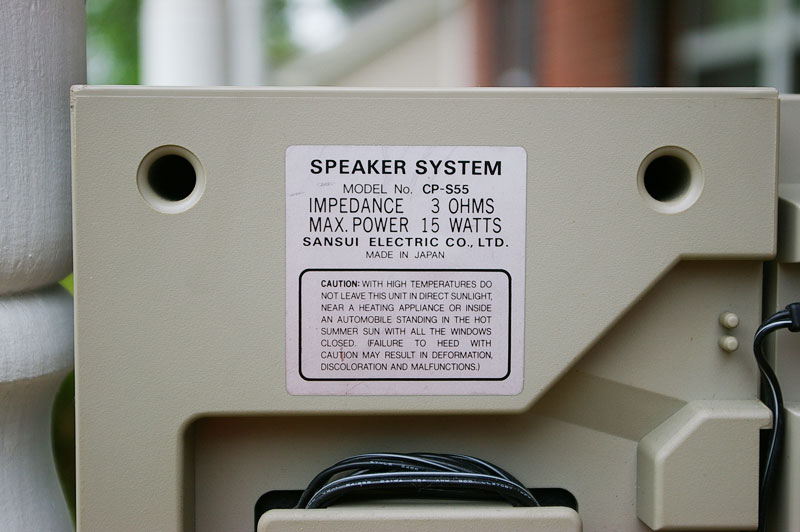 SPEAKER SYSTEM
MODEL No. CP-S55
IMPEDANCE 3 OHMS
MAX. POWER 15 WATTS
SANSUI ELECTRIC CO., LTD.
MADE IN JAPAN
CAUTION: WITH HIGH TEMPERATURES DO
NOT LEAVE THIS UNIT IN DIRECT SUNLIGHT,
NEAR A HEATING APPLIANCE OR INSIDE
AN AUTOMOBILE STANDING IN THE HOT
SUMMER SUN WITH ALL THE WINDOWS
CLOSED. (FAILURE TO HEED WITH
CAUTION MAY RESULT IN DEFORMATION,
DISCOLORATION AND MALFUNCTIONS.)